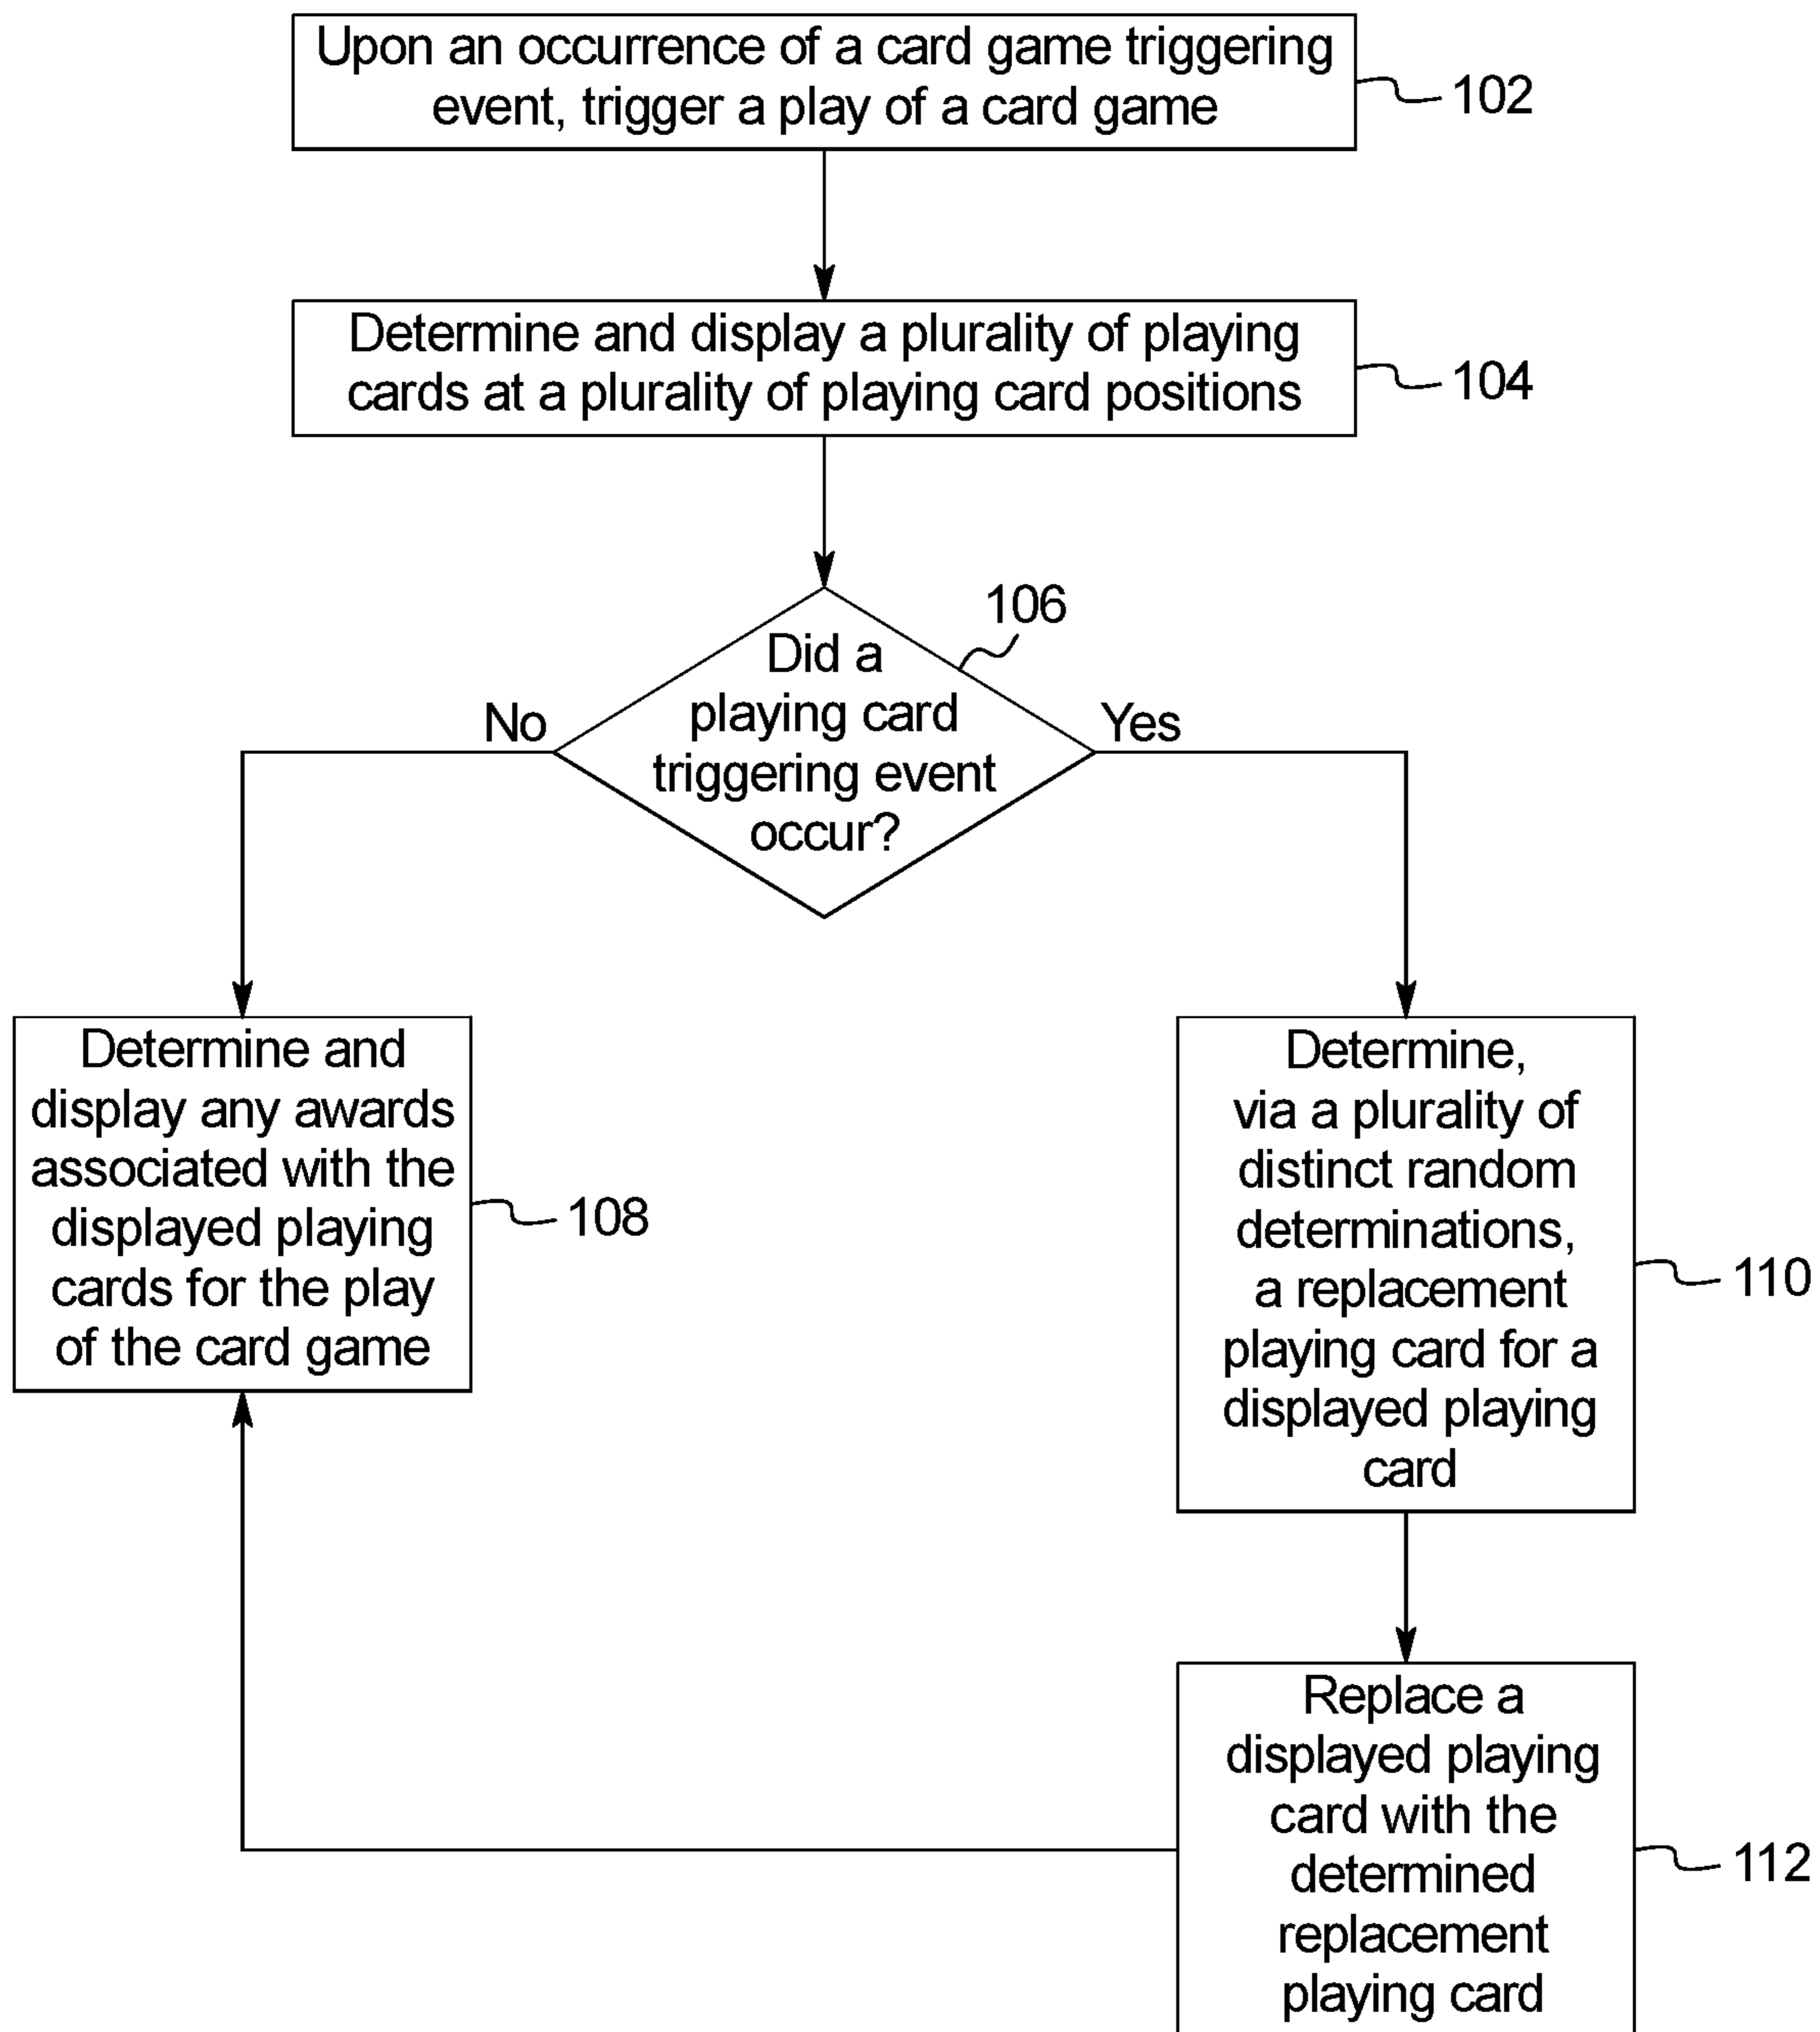 Upon an occurrence of a card game triggering
event, trigger a play of a card game
102
Determine and display a plurality of playing
cards at a plurality of playing card positions
104
106
Did a
playing card
triggering event
occur?
No
Yes
Determine and
display any awards
associated with the
displayed playing
cards for the play
of the card game
108
Determine,
via a plurality of
distinct random
determinations,
a replacement
playing card for a
displayed playing
card
110
Replace a
displayed playing
card with the
determined
replacement
playing card
112